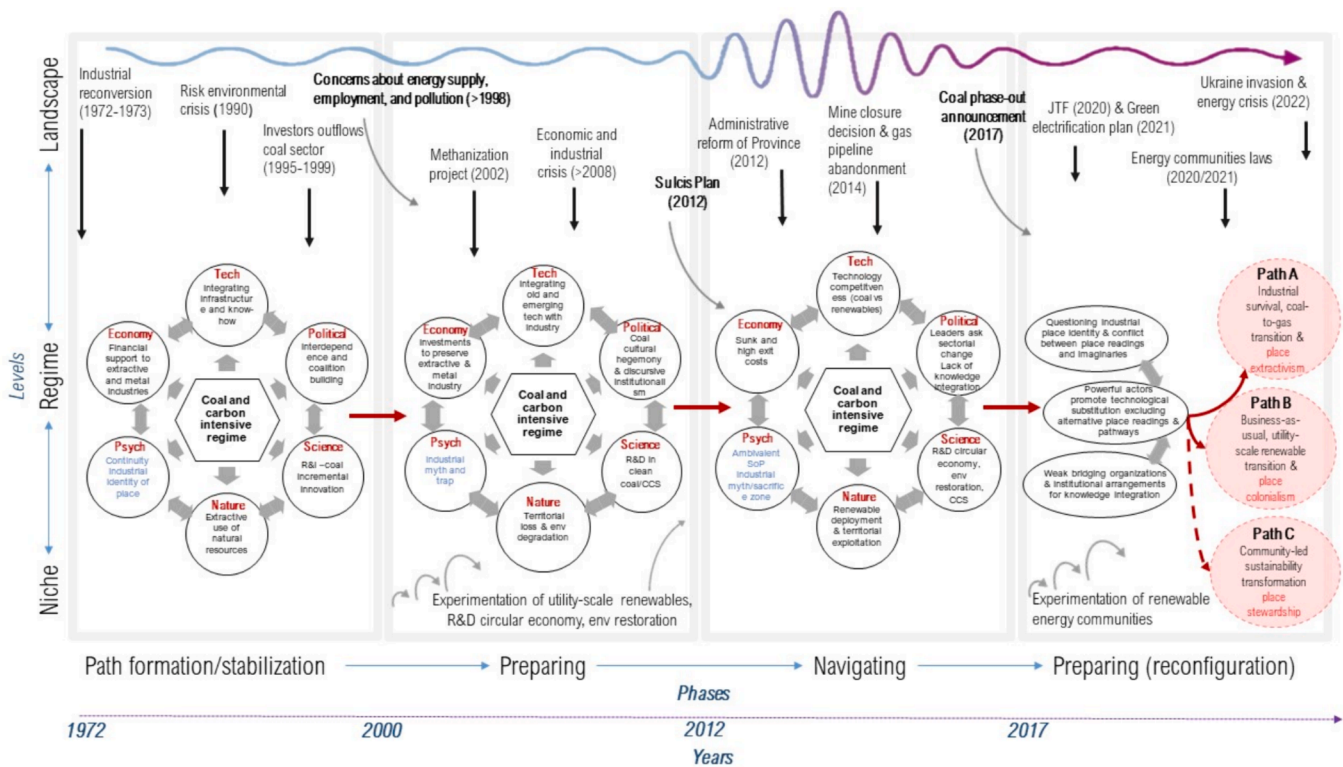 Landscape
Industrial
reconversion
(1972-1973)
Risk environmental
crisis (1990)
Investors outflows
coal sector
(1995-1999)
Concerns about energy supply,
employment, and pollution (>1998)
Methanization
project (2002)
Economic and
industrial
crisis (>2008)
Sulcis Plan
(2012)
Administrative
reform of Province
(2012)
Mine closure
decision & gas
pipeline
abandonment
(2014)
Coal phase-out
announcement
(2017)
JTF (2020) & Green
electrification plan (2021)
Energy communities laws
(2020/2021)
Ukraine invasion &
energy crisis (2022)
Levels
Regime
Tech
Integrating
infrastructur
e and know-
how
Economy
Financial
support to
extractive
and metal
industries
Political
Interdepend
ence and
coalition
building
Coal and
carbon
intensive
regime
Psych
Continuity
industrial
identity of
place
Science
R&I –coal
incremental
innovation
Nature
Extractive
use of
natural
resources
Tech
Integrating
old and
emerging
tech with
industry
Economy
Investments
to preserve
extractive &
metal
industry
Political
Coal
cultural
hegemony
& discursive
institutionali
sm
Coal and
carbon
intensive
regime
Psych
Industrial
myth and
trap
Science
R&D in
clean
coal/CCS
Nature
Territorial
loss & env
degradation
Tech
Technology
competitiven
ess (coal vs
renewables)
Economy
Sunk and
high exit
costs
Political
Leaders ask
sectorial
change
Lack of
knowledge
integration
Coal and
carbon
intensive
regime
Psych
Ambivalent
SoP
industrial
myth/sacrific
e zone
Science
R&D circular
economy,
env
restoration,
CCS
Nature
Renewable
deployment
& territorial
exploitation
Questioning industrial
place identity & conflict
between place readings
and imaginaries
Powerful actors
promote technological
substitution excluding
alternative place readings &
pathways
Weak bridging organizations
& institutional arrangements
for knowledge integration
Path A
Industrial
survival, coal-
to-gas
transition &
place
extractivism
Path B
Business-as-
usual, utility-
scale renewable
transition &
place
colonialism
Path C
Community-led
sustainability
transformation
place
stewardship
Niche
Experimentation of utility-scale renewables,
R&D circular economy, env restoration
Experimentation of renewable
energy communities
Path formation/stabilization
Preparing
Navigating
Preparing (reconfiguration)
Phases
1972
2000
2012
2017
Years